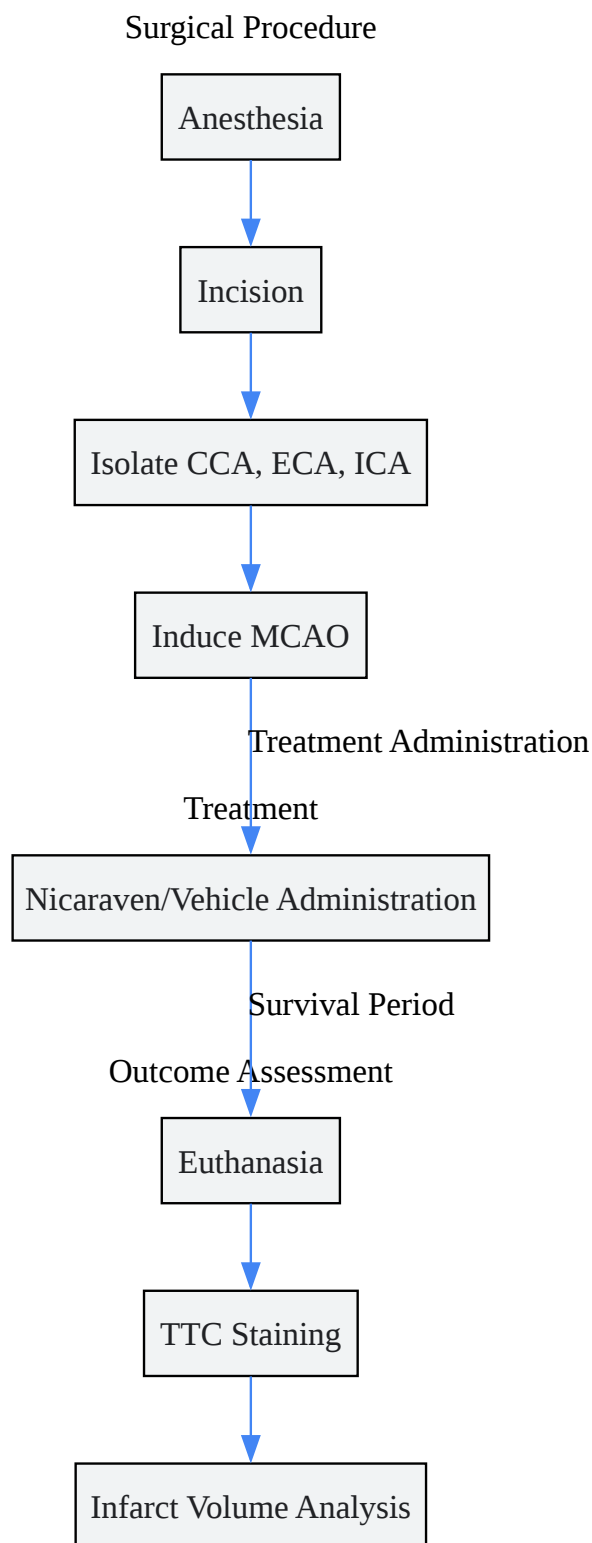 Surgical Procedure
Anesthesia
Incision
Isolate CCA, ECA, ICA
Induce MCAO
Treatment Administration
Treatment
Nicaraven/Vehicle Administration
Survival Period
Outcome Assessment
Euthanasia
TTC Staining
Infarct Volume Analysis